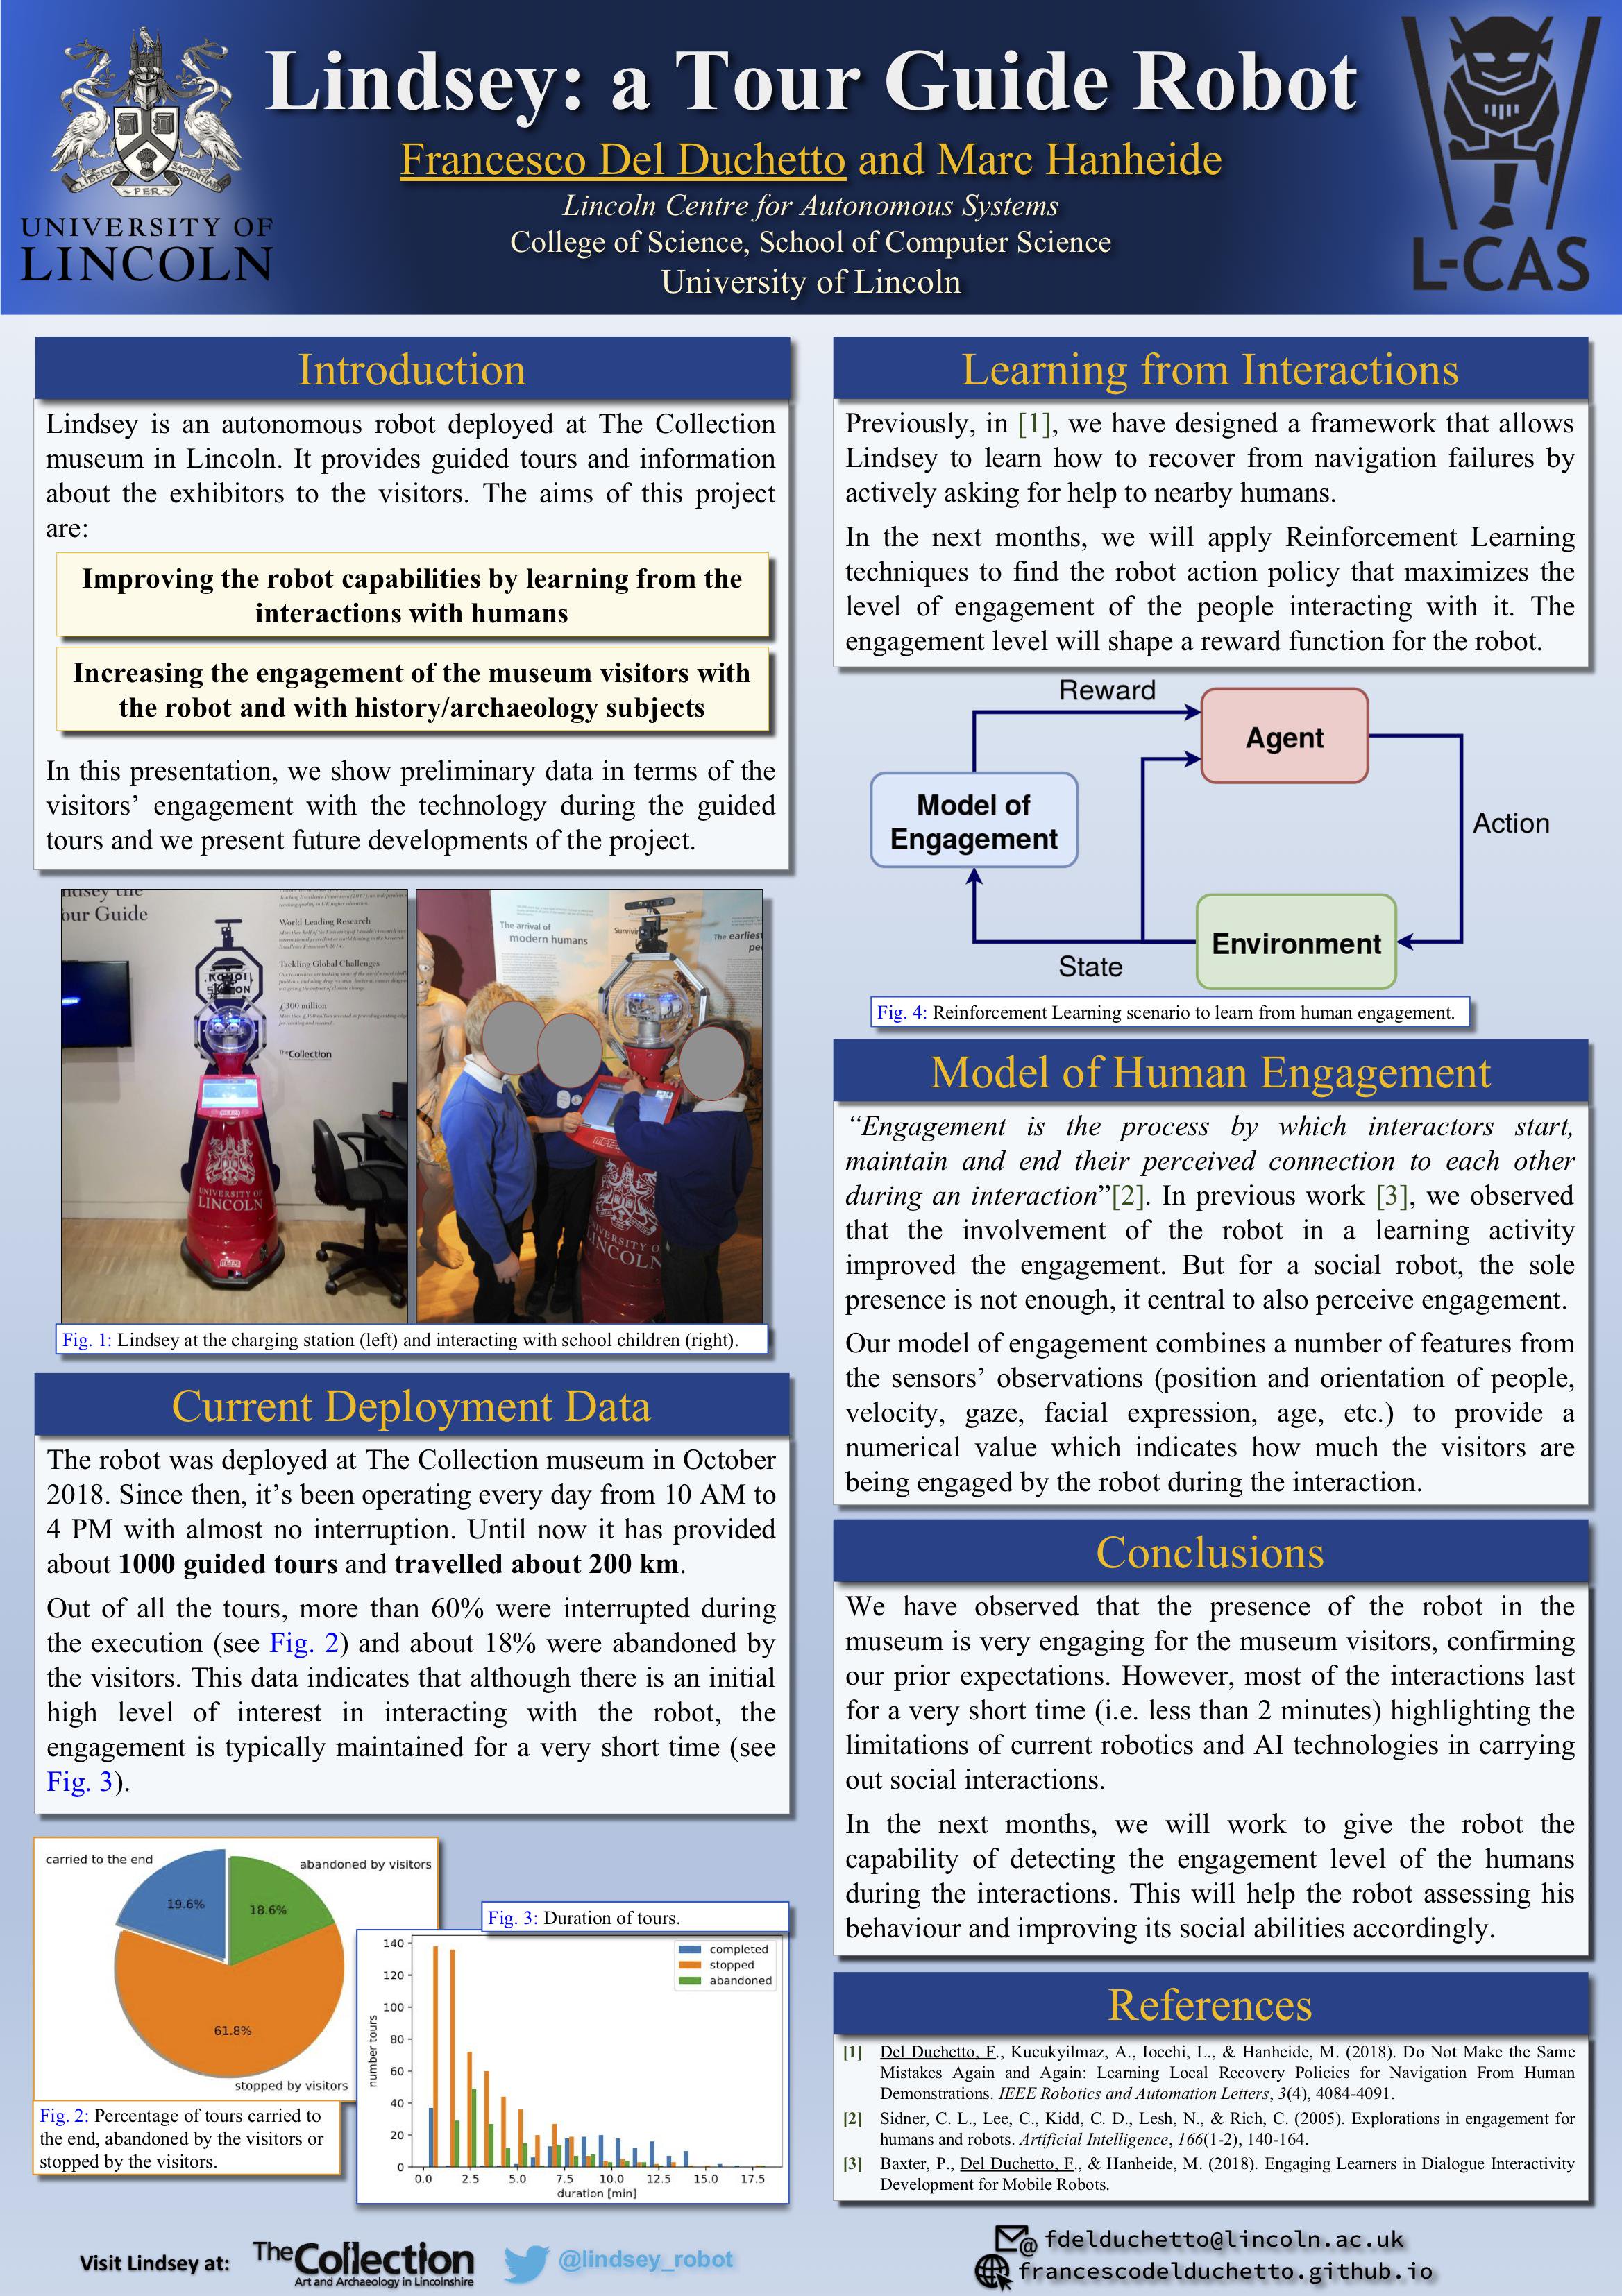 Lindsey: a Tour Guide Robot
Francesco Del Duchetto and Marc Hanheide
Lincoln Centre for Autonomous Systems
College of Science, School of Computer Science
University of Lincoln
LIBERTAS PER SAPIENTIAM
UNIVERSITY OF
LINCOLN
L-CAS
Introduction
Lindsey is an autonomous robot deployed at The Collection
museum in Lincoln. It provides guided tours and information
about the exhibitors to the visitors. The aims of this project
are:
Improving the robot capabilities by learning from the
interactions with humans
Increasing the engagement of the museum visitors with
the robot and with history/archaeology subjects
In this presentation, we show preliminary data in terms of the
visitors’ engagement with the technology during the guided
tours and we present future developments of the project.
our Guide
World Leading Research
Tackling Global Challenges
£300 million
TheCollection
UNIVERSITY OF
LINCOLN
The arrival of
modern humans
The earliest
LINCOLN
Fig. 1: Lindsey at the charging station (left) and interacting with school children (right).
Current Deployment Data
The robot was deployed at The Collection museum in October
2018. Since then, it’s been operating every day from 10 AM to
4 PM with almost no interruption. Until now it has provided
about 1000 guided tours and travelled about 200 km.
Out of all the tours, more than 60% were interrupted during
the execution (see Fig. 2) and about 18% were abandoned by
the visitors. This data indicates that although there is an initial
high level of interest in interacting with the robot, the
engagement is typically maintained for a very short time (see
Fig. 3).
carried to the end
abandoned by visitors
19.6%
18.6%
61.8%
stopped by visitors
Fig. 2: Percentage of tours carried to
the end, abandoned by the visitors or
stopped by the visitors.
Fig. 3: Duration of tours.
completed
stopped
abandoned
number tours
140
120
100
80
60
40
20
0
0.0 2.5 5.0 7.5 10.0 12.5 15.0 17.5
duration [min]
Learning from Interactions
Previously, in [1], we have designed a framework that allows
Lindsey to learn how to recover from navigation failures by
actively asking for help to nearby humans.
In the next months, we will apply Reinforcement Learning
techniques to find the robot action policy that maximizes the
level of engagement of the people interacting with it. The
engagement level will shape a reward function for the robot.
Reward
Agent
Model of
Engagement
Action
Environment
State
Fig. 4: Reinforcement Learning scenario to learn from human engagement.
Model of Human Engagement
“Engagement is the process by which interactors start,
maintain and end their perceived connection to each other
during an interaction”[2]. In previous work [3], we observed
that the involvement of the robot in a learning activity
improved the engagement. But for a social robot, the sole
presence is not enough, it central to also perceive engagement.
Our model of engagement combines a number of features from
the sensors’ observations (position and orientation of people,
velocity, gaze, facial expression, age, etc.) to provide a
numerical value which indicates how much the visitors are
being engaged by the robot during the interaction.
Conclusions
We have observed that the presence of the robot in the
museum is very engaging for the museum visitors, confirming
our prior expectations. However, most of the interactions last
for a very short time (i.e. less than 2 minutes) highlighting the
limitations of current robotics and AI technologies in carrying
out social interactions.
In the next months, we will work to give the robot the
capability of detecting the engagement level of the humans
during the interactions. This will help the robot assessing his
behaviour and improving its social abilities accordingly.
References
[1] Del Duchetto, F., Kucukyilmaz, A., Iocchi, L., & Hanheide, M. (2018). Do Not Make the Same
Mistakes Again and Again: Learning Local Recovery Policies for Navigation From Human
Demonstrations. IEEE Robotics and Automation Letters, 3(4), 4084-4091.
[2] Sidner, C. L., Lee, C., Kidd, C. D., Lesh, N., & Rich, C. (2005). Explorations in engagement for
humans and robots. Artificial Intelligence, 166(1-2), 140-164.
[3] Baxter, P., Del Duchetto, F., & Hanheide, M. (2018). Engaging Learners in Dialogue Interactivity
Development for Mobile Robots.
Visit Lindsey at:
TheCollection
Art and Archaeology in Lincolnshire
@lindsey_robot
fdelduchetto@lincoln.ac.uk
francescodelduchetto.github.io